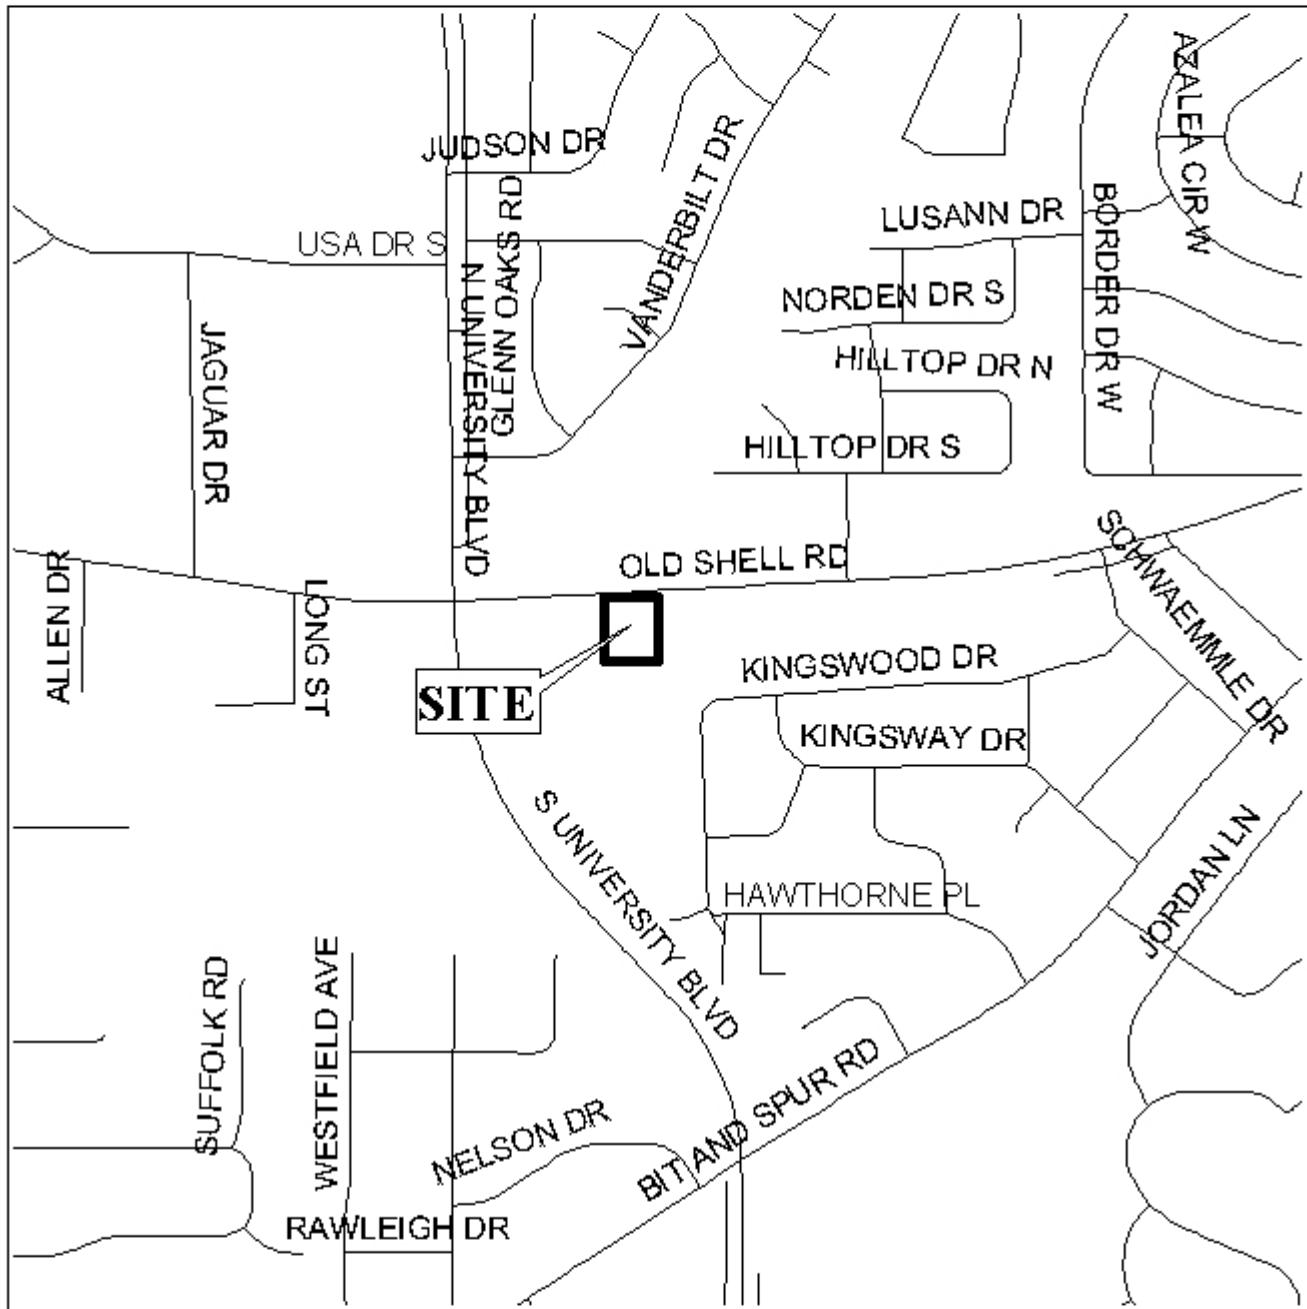 AZALEA CIR W
JUDSON DR
VANDERBILT DR
GLENN OAKS RD
BORDER DR W
LUSANN DR
USA DR S
N UNIVERSITY BLVD
NORDEN DR S
JAGUAR DR
HILLTOP DR N
HILLTOP DR S
SCHWAEMMLE DR
ALLEN DR
OLD SHELL RD
LONG ST
KINGSWOOD DR
SITE
KINGSWAY DR
S UNIVERSITY BLVD
JORDAN LN
HAWTHORNE PL
WESTFIELD AVE
SUFFOLK RD
BIT AND SPUR RD
NELSON DR
RAWLEIGH DR